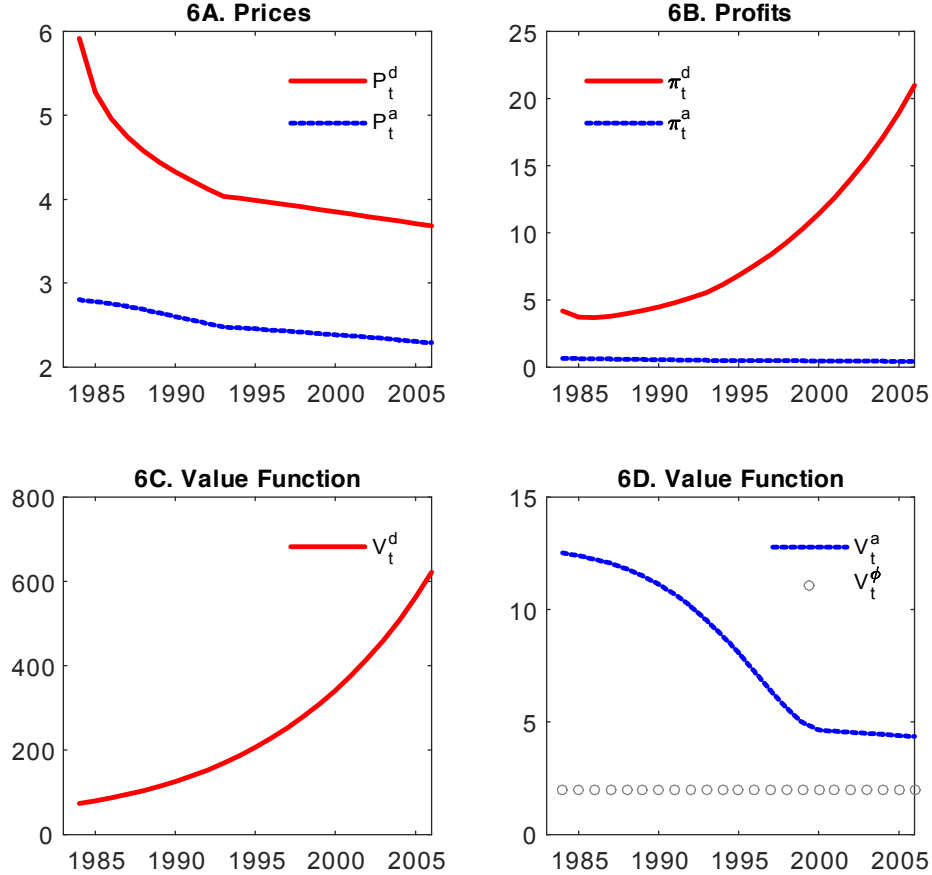 6A. Prices
6
5
4
3
2
P_t^d
P_t^a
1985 1990 1995 2000 2005
6B. Profits
25
20
15
10
5
0
π_t^d
π_t^a
1985 1990 1995 2000 2005
6C. Value Function
800
600
400
200
0
V_t^d
1985 1990 1995 2000 2005
6D. Value Function
15
10
5
0
V_t^a
V_t^ϕ
1985 1990 1995 2000 2005